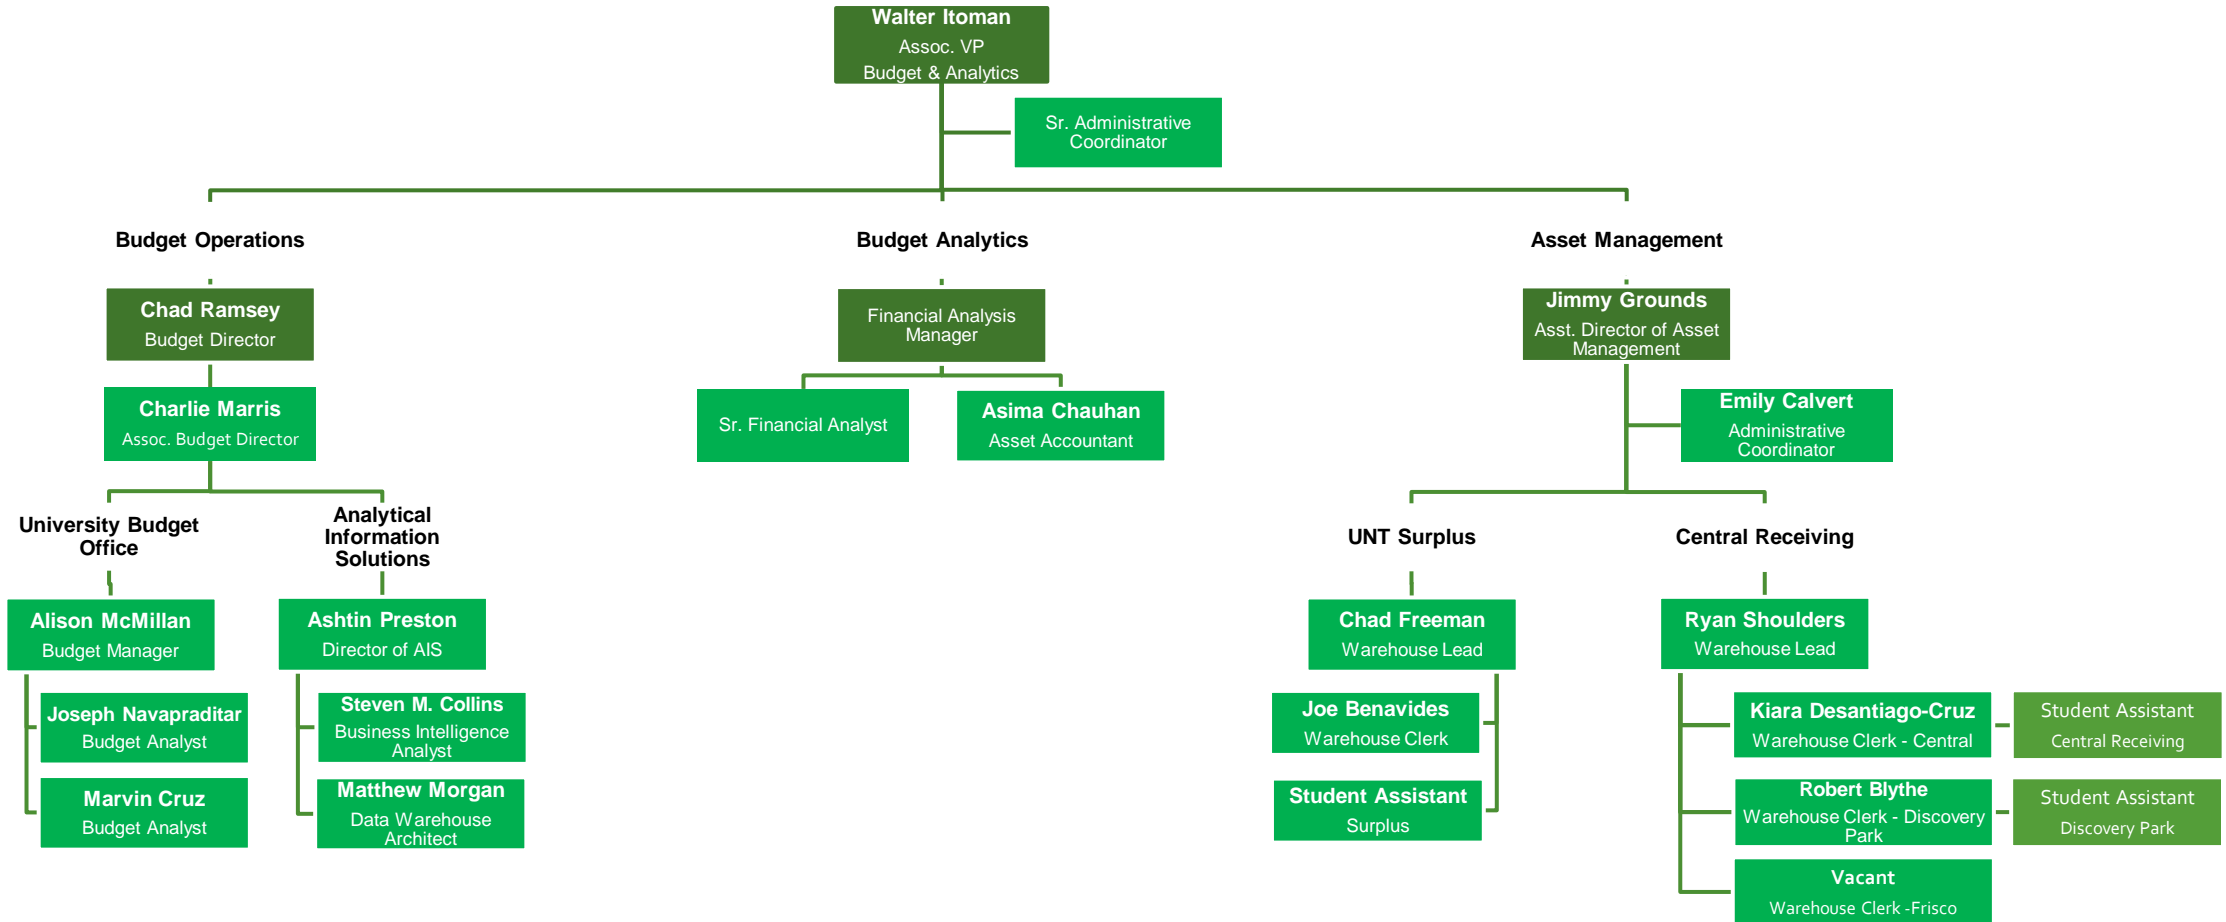 Walter Itoman
Assoc. VP
Budget & Analytics
Sr. Administrative
Coordinator
Budget Operations
Budget Analytics
Asset Management
Chad Ramsey
Budget Director
Financial Analysis
Manager
Jimmy Grounds
Asst. Director of Asset
Management
Charlie Marris
Assoc. Budget Director
Sr. Financial Analyst
Asima Chauhan
Asset Accountant
Emily Calvert
Administrative
Coordinator
University Budget
Office
Analytical
Information
Solutions
UNT Surplus
Central Receiving
Alison McMillan
Budget Manager
Ashtin Preston
Director of AIS
Chad Freeman
Warehouse Lead
Ryan Shoulders
Warehouse Lead
Joseph Navapraditar
Budget Analyst
Steven M. Collins
Business Intelligence
Analyst
Joe Benavides
Warehouse Clerk
Kiara Desantiago-Cruz
Warehouse Clerk - Central
Student Assistant
Central Receiving
Marvin Cruz
Budget Analyst
Matthew Morgan
Data Warehouse
Architect
Student Assistant
Surplus
Robert Blythe
Warehouse Clerk - Discovery
Park
Student Assistant
Discovery Park
Vacant
Warehouse Clerk -Frisco